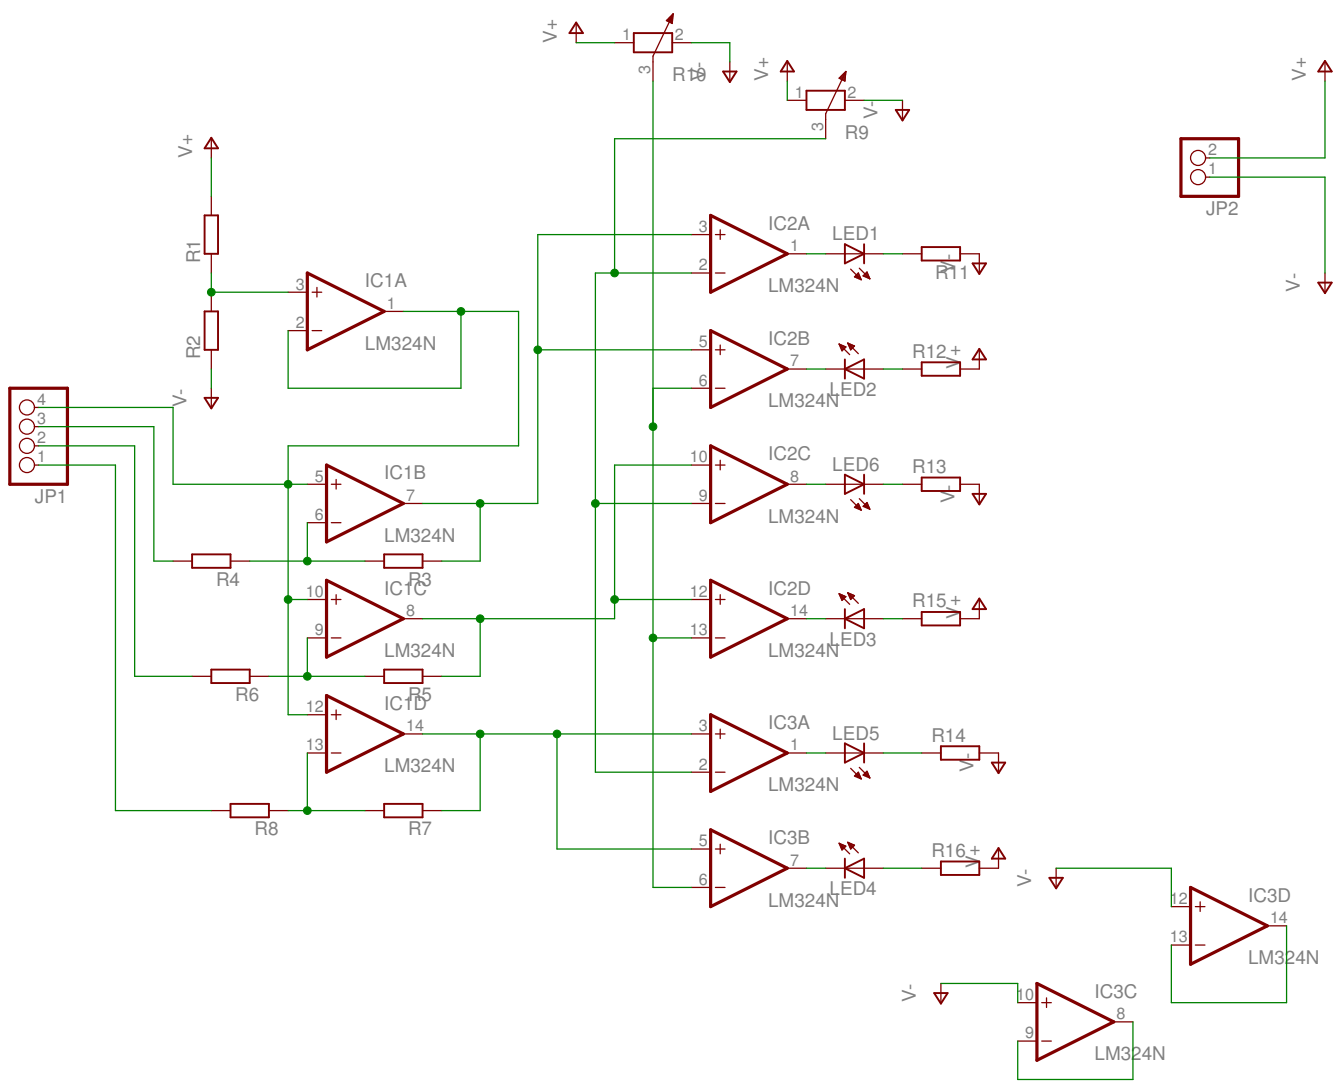 V+
1
2
3
R10
V-
V+
1
2
3
R9
V-
V+
2
1
JP2
V-
V+
R1
R2
V-
3
+
2
−
1
IC1A
LM324N
4
3
2
1
JP1
5
+
6
−
7
IC1B
LM324N
R4
R3
10
+
9
−
8
IC1C
LM324N
R6
R5
12
+
13
−
14
IC1D
LM324N
R8
R7
3
+
2
−
1
IC2A
LM324N
LED1
R11
V-
5
+
6
−
7
IC2B
LM324N
LED2
R12
V+
10
+
9
−
8
IC2C
LM324N
LED6
R13
V-
12
+
13
−
14
IC2D
LM324N
LED3
R15
V+
3
+
2
−
1
IC3A
LM324N
LED5
R14
V-
5
+
6
−
7
IC3B
LM324N
LED4
R16
V+
V-
12
+
13
−
14
IC3D
LM324N
V-
10
+
9
−
8
IC3C
LM324N